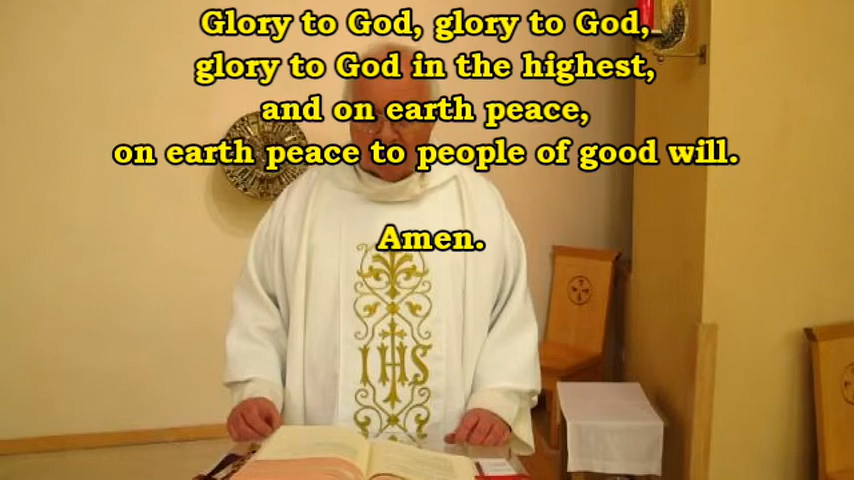 Glory to God, glory to God,
glory to God in the highest,
and on earth peace,
on earth peace to people of good will.
Amen.
IHS